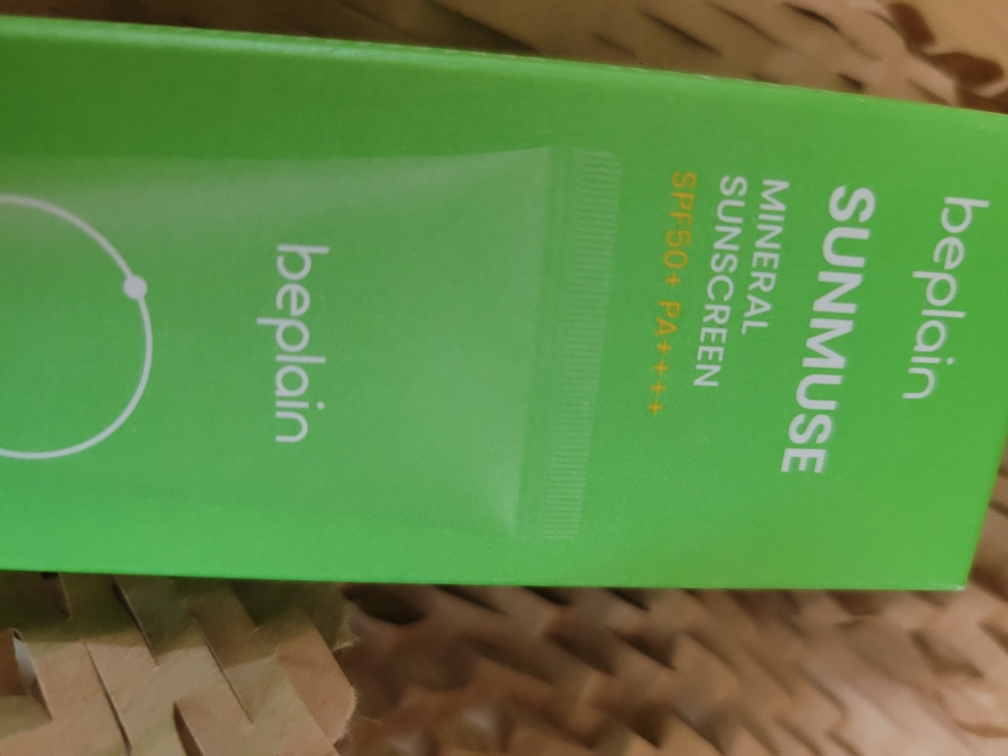 beplain
SUNMUSE
MINERAL
SUNSCREEN
SPF50+ PA++++
beplain